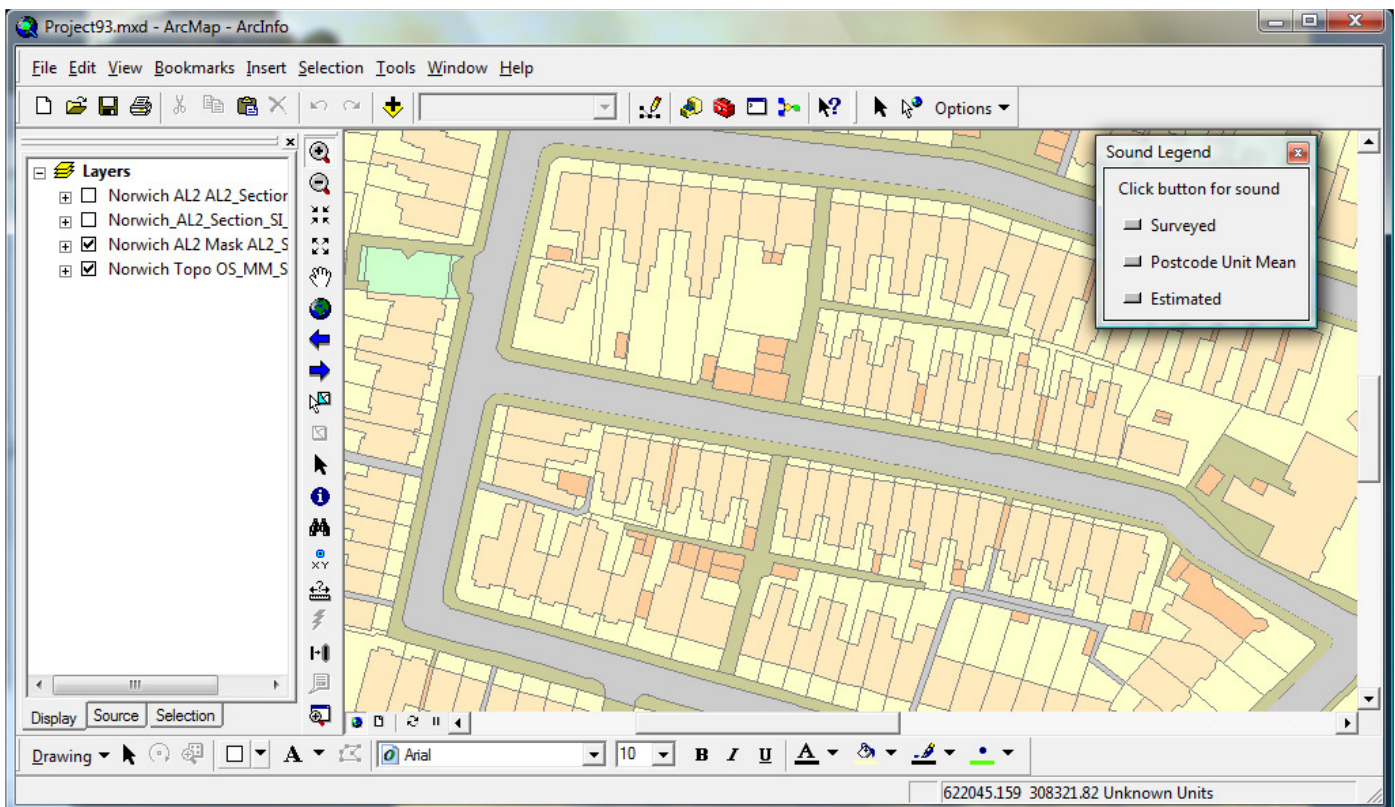 Project93.mxd - ArcMap - ArcInfo
File Edit View Bookmarks Insert Selection Tools Window Help
Options
Layers
Norwich AL2 AL2_Section
Norwich_AL2_Section_SI_
Norwich AL2 Mask AL2_S
Norwich Topo OS_MM_S
Display Source Selection
XY
Sound Legend
Click button for sound
Surveyed
Postcode Unit Mean
Estimated
Drawing A Arial 10 B I U A
622045.159 308321.82 Unknown Units